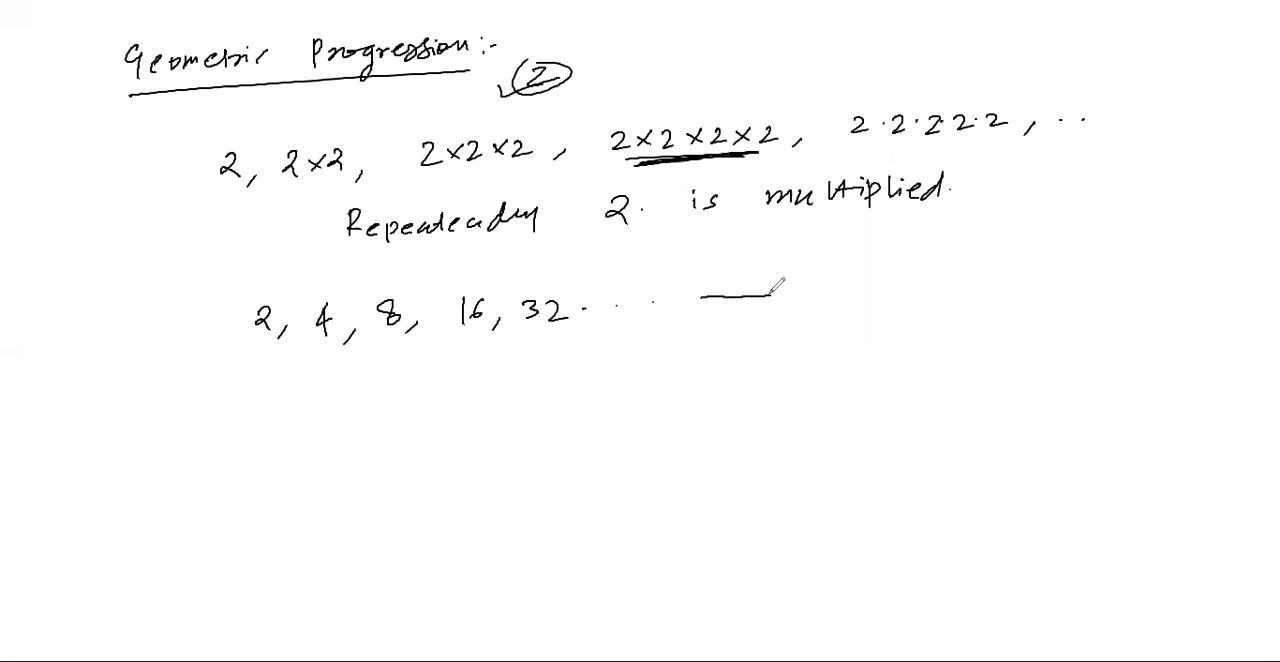 Geometric Progression :-
2
2, 2×2, 2×2×2, 2×2×2×2, 2·2·2·2·2, ..
Repeateadly 2. is multiplied.
2, 4, 8, 16, 32 . . .